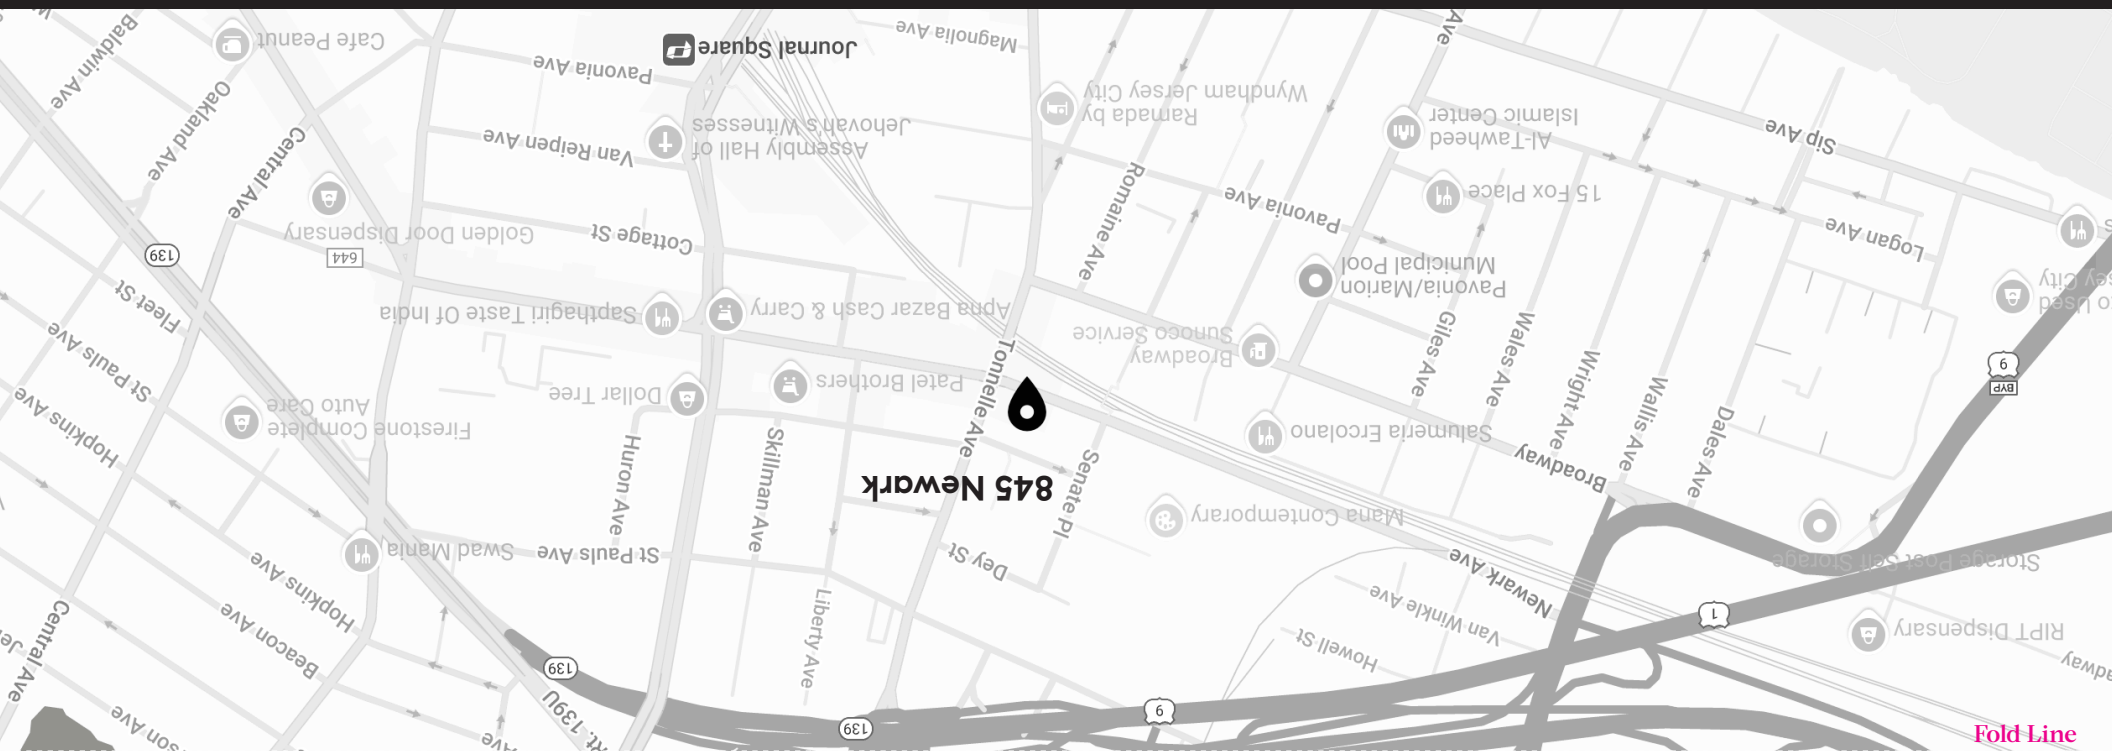 Cafe Peanut
Baldwin Ave
Oakland Ave
Central Ave
Pavonia Ave
Journal Square
Magnolia Ave
Van Reipen Ave
Assembly Hall of
Jehovah's Witnesses
Ramada by
Wyndham Jersey City
Al-Tawheed
Islamic Center
Ave
Sip Ave
15 Fox Place
Logan Ave
Pavonia Ave
Romaine Ave
Pavonia/Marion
Municipal Pool
Golden Door Dispensary
644
139
Cottage St
Fleet St
St Pauls Ave
Hopkins Ave
Sapthagiri Taste Of India
Apna Bazar Cash & Carry
Broadway
Sunoco Service
Giles Ave
Wales Ave
Wright Ave
Wallis Ave
Dales Ave
9
BYP
Dollar Tree
Patel Brothers
Tonnelle Ave
Firestone Complete
Auto Care
Huron Ave
Skillman Ave
845 Newark
Senate Pl
Salumeria Ercolano
Broadway
Mana Contemporary
Swad Mania
St Pauls Ave
Dey St
Newark Ave
Storage Post Self Storage
Hopkins Ave
Beacon Ave
Central Ave
Liberty Ave
Van Winkle Ave
Howell St
1
RIPT Dispensary
139
Rt. 139U
139
9
Ave
Fold Line